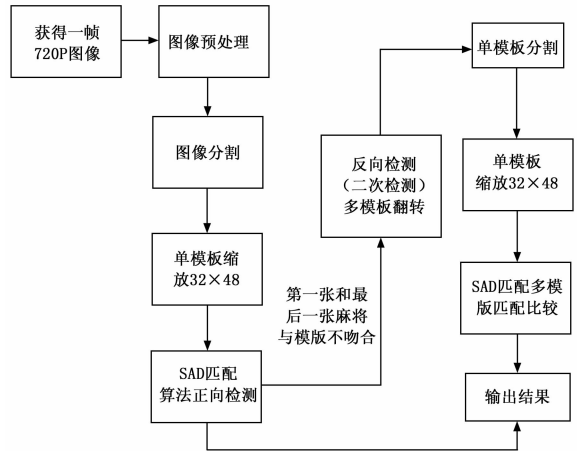 获得一帧
720P图像
图像预处理
图像分割
单模板缩
放32×48
SAD匹配
算法正向检测
第一张和最
后一张麻将
与模版不吻合
反向检测
（二次检测）
多模板翻转
单模板分割
单模板
缩放32×48
SAD匹配多模
版匹配比较
输出结果